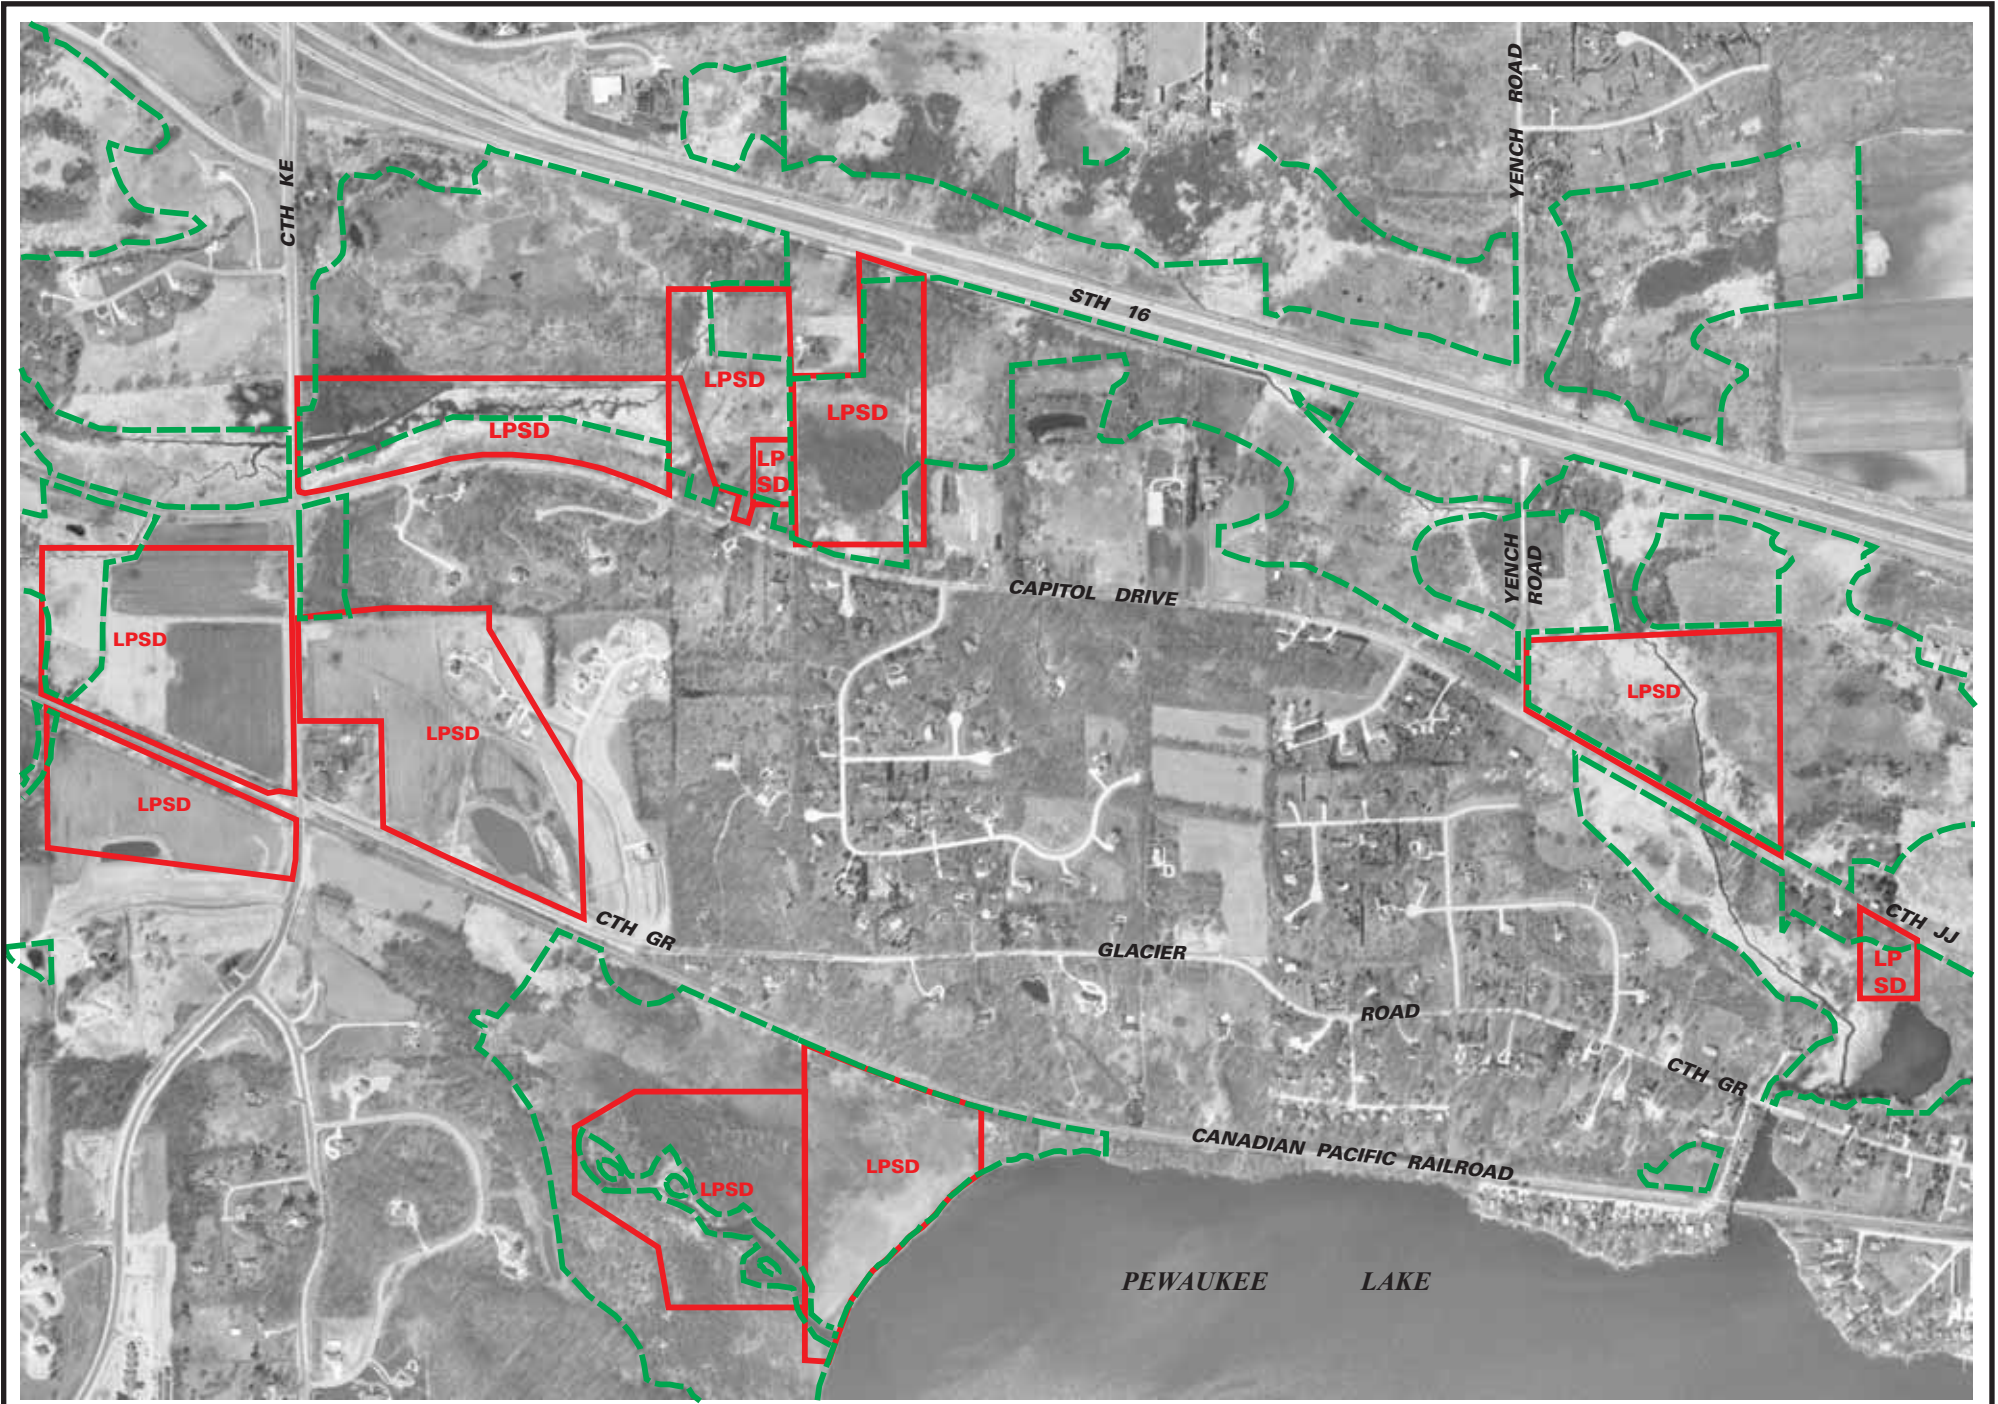 YENCH ROAD
CTH KE
STH 16
LPSD
LPSD
LPSD
LP
SD
YENCH
ROAD
CAPITOL DRIVE
LPSD
LPSD
LPSD
LPSD
CTH GR
GLACIER
ROAD
CTH JJ
LP
SD
CTH GR
CANADIAN PACIFIC RAILROAD
LPSD
LPSD
PEWAUKEE LAKE